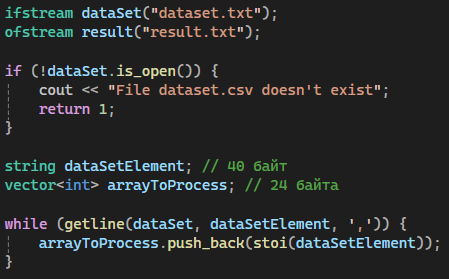 ifstream dataSet("dataset.txt");
ofstream result("result.txt");

if (!dataSet.is_open()) {
    cout << "File dataset.csv doesn't exist";
    return 1;
}

string dataSetElement; // 40 байт
vector<int> arrayToProcess; // 24 байта

while (getline(dataSet, dataSetElement, ',')) {
    arrayToProcess.push_back(stoi(dataSetElement));
}